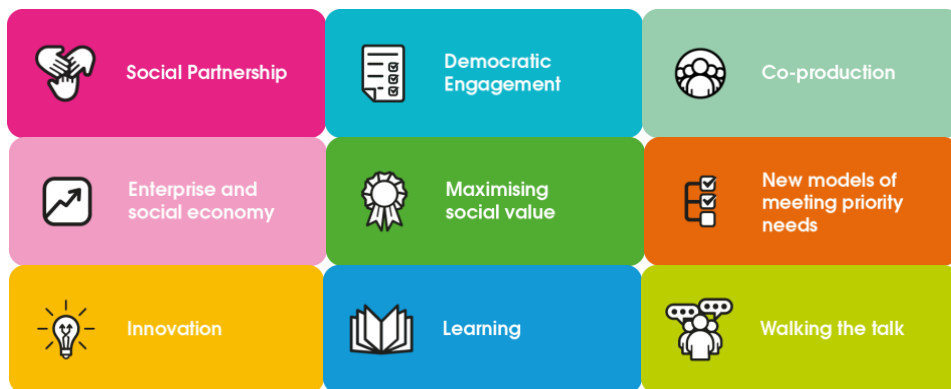 Social Partnership
Democratic
Engagement
Co-production
Enterprise and
social economy
Maximising
social value
New models of
meeting priority
needs
Innovation
Learning
Walking the talk